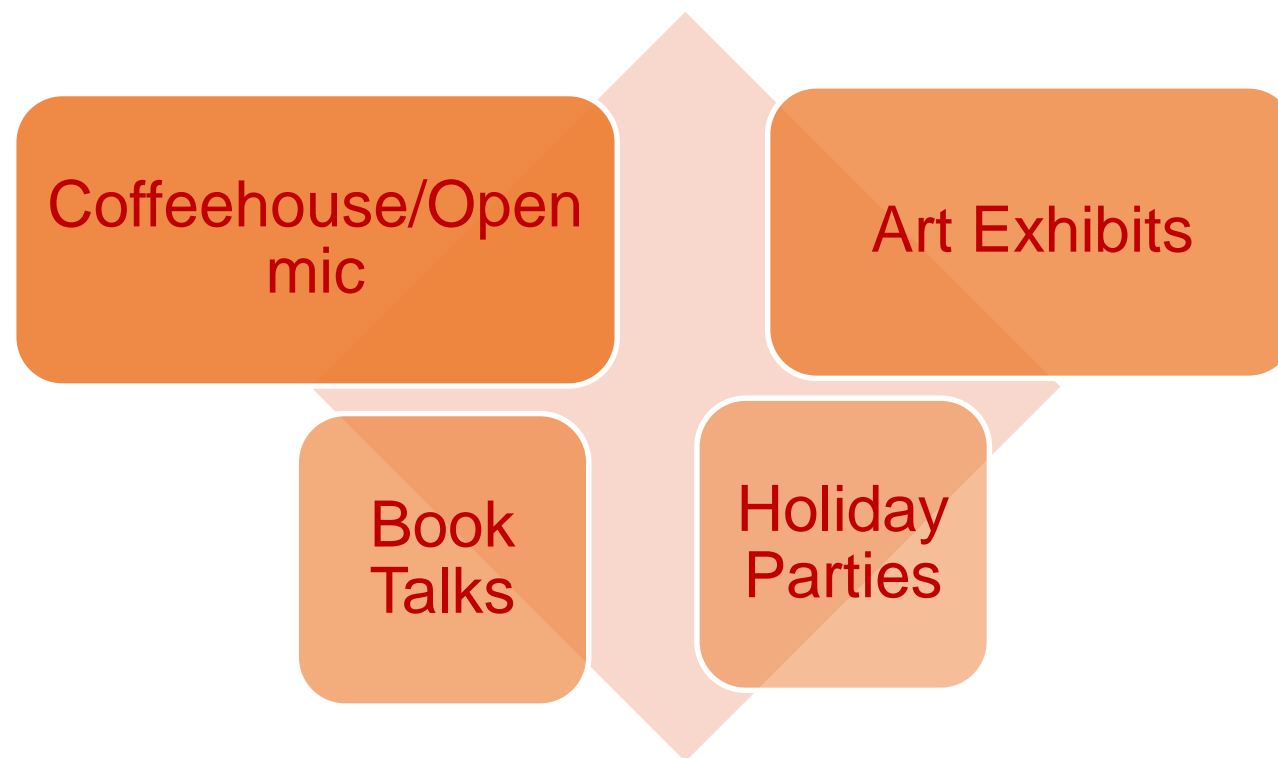 Coffeehouse/Open
mic
Art Exhibits
Book
Talks
Holiday
Parties